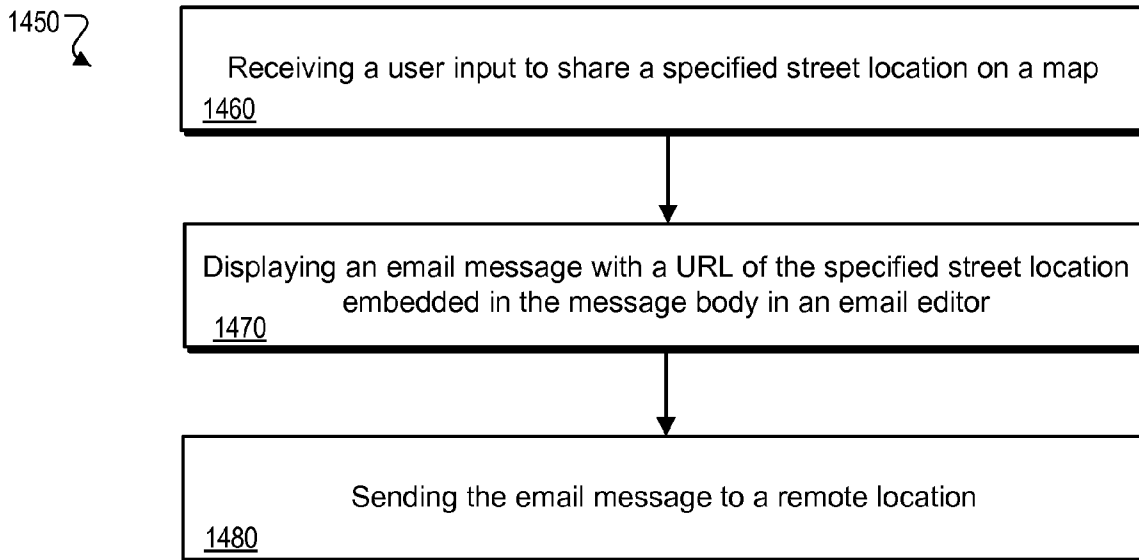 1450
Receiving a user input to share a specified street location on a map
1460
Displaying an email message with a URL of the specified street location
embedded in the message body in an email editor
1470
Sending the email message to a remote location
1480